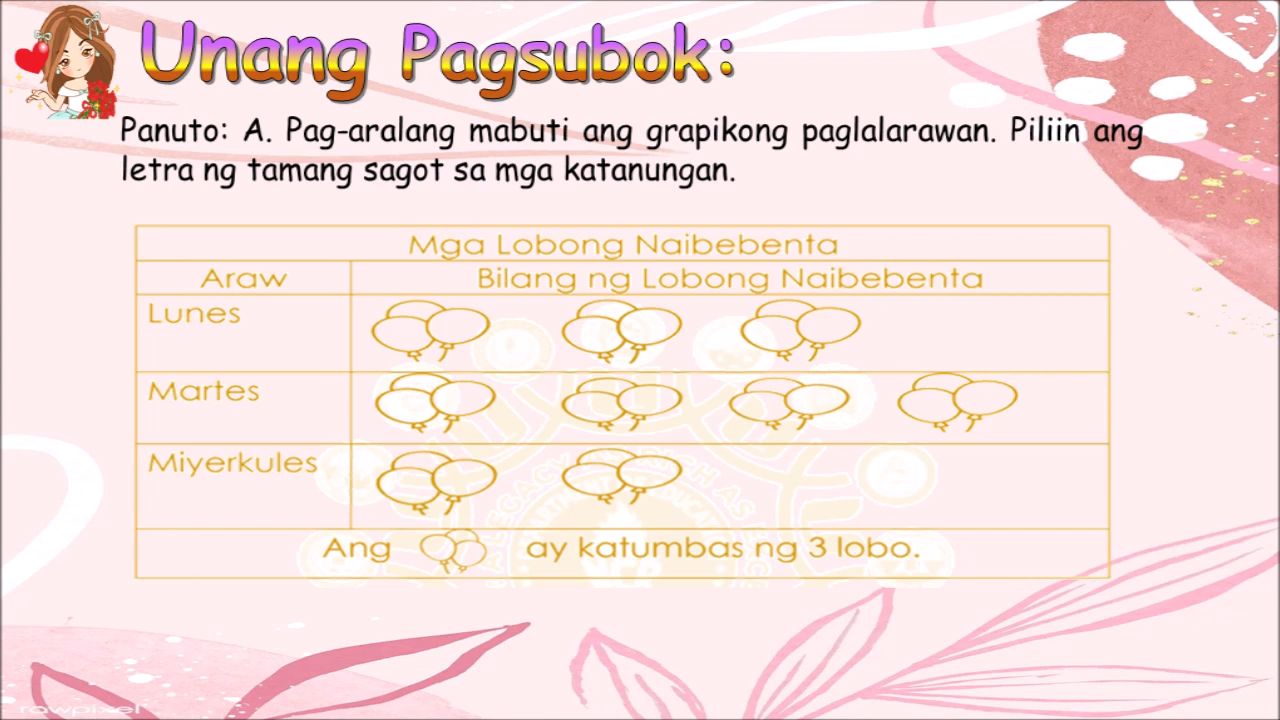 Unang Pagsubok:
Panuto: A. Pag-aralang mabuti ang grapikong paglalarawan. Piliin ang
letra ng tamang sagot sa mga katanungan.
Mga Lobong Naibebenta
Araw Bilang ng Lobong Naibebenta
Lunes
Martes
Miyerkules
Ang ay katumbas ng 3 lobo.
rawpixel